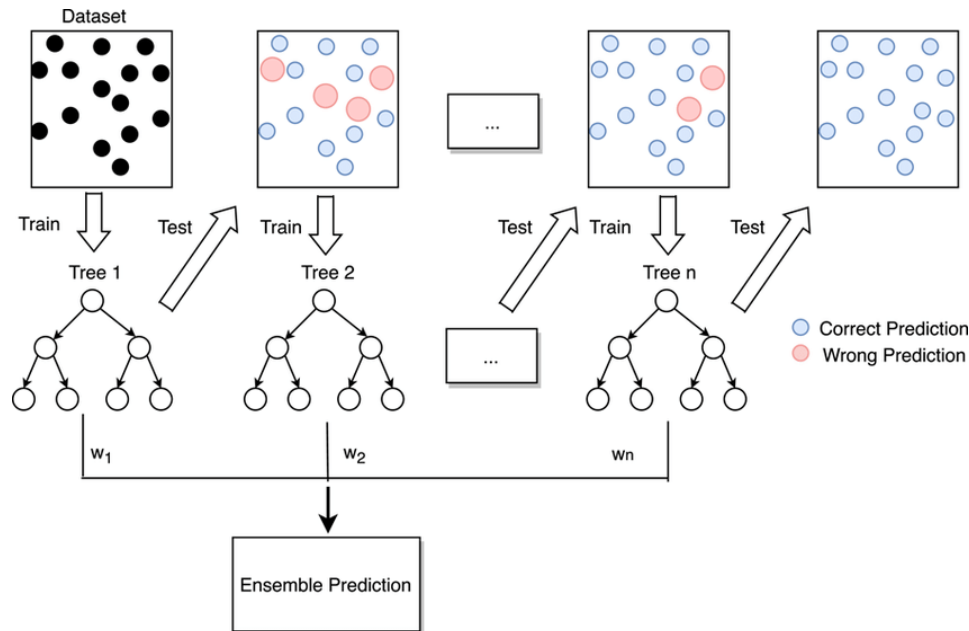 Dataset
...
Train
Test
Train
Test
Train
Test
Tree 1
Tree 2
Tree n
...
Correct Prediction
Wrong Prediction
w1
w2
wn
Ensemble Prediction